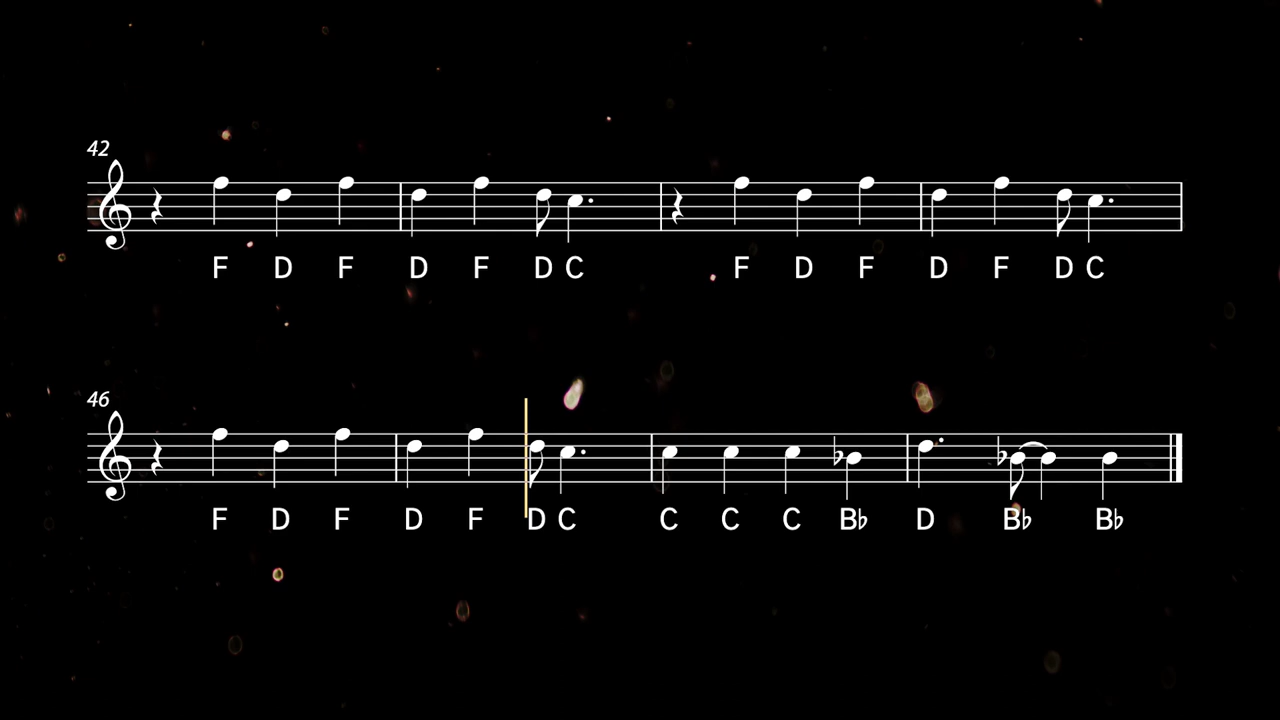 42
F D F D F D C F D F D F D C
46
F D F D F D C C C C B♭ D B♭ B♭